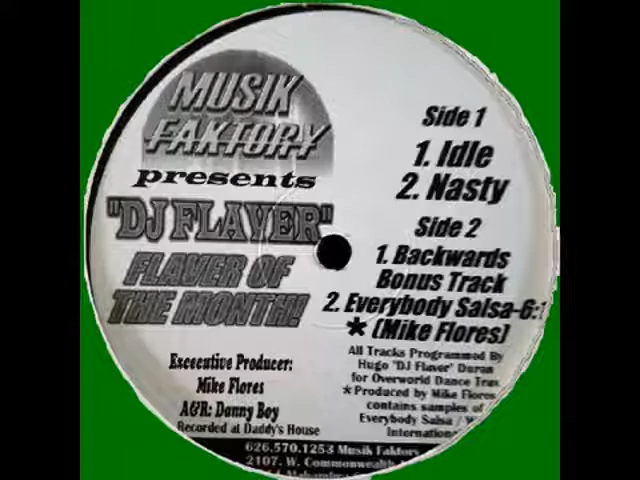 MUSIK
FAKTORY
presents
"DJ FLAVER"
FLAVER OF
THE MONTH!
Exceutive Producer:
Mike Flores
A&R: Danny Boy
Recorded at Daddy's House
Side 1
1. Idle
2. Nasty
Side 2
1. Backwards
Bonus Track
2. Everybody Salsa-6:
* (Mike Flores)
All Tracks Programmed By
Hugo "DJ Flaver" Duran
for Overworld Dance Trax
* Produced by Mike Flores
contains samples of
Everybody Salsa /
International
626.570.1253 Musik Faktory
2107. W. Commonwealth